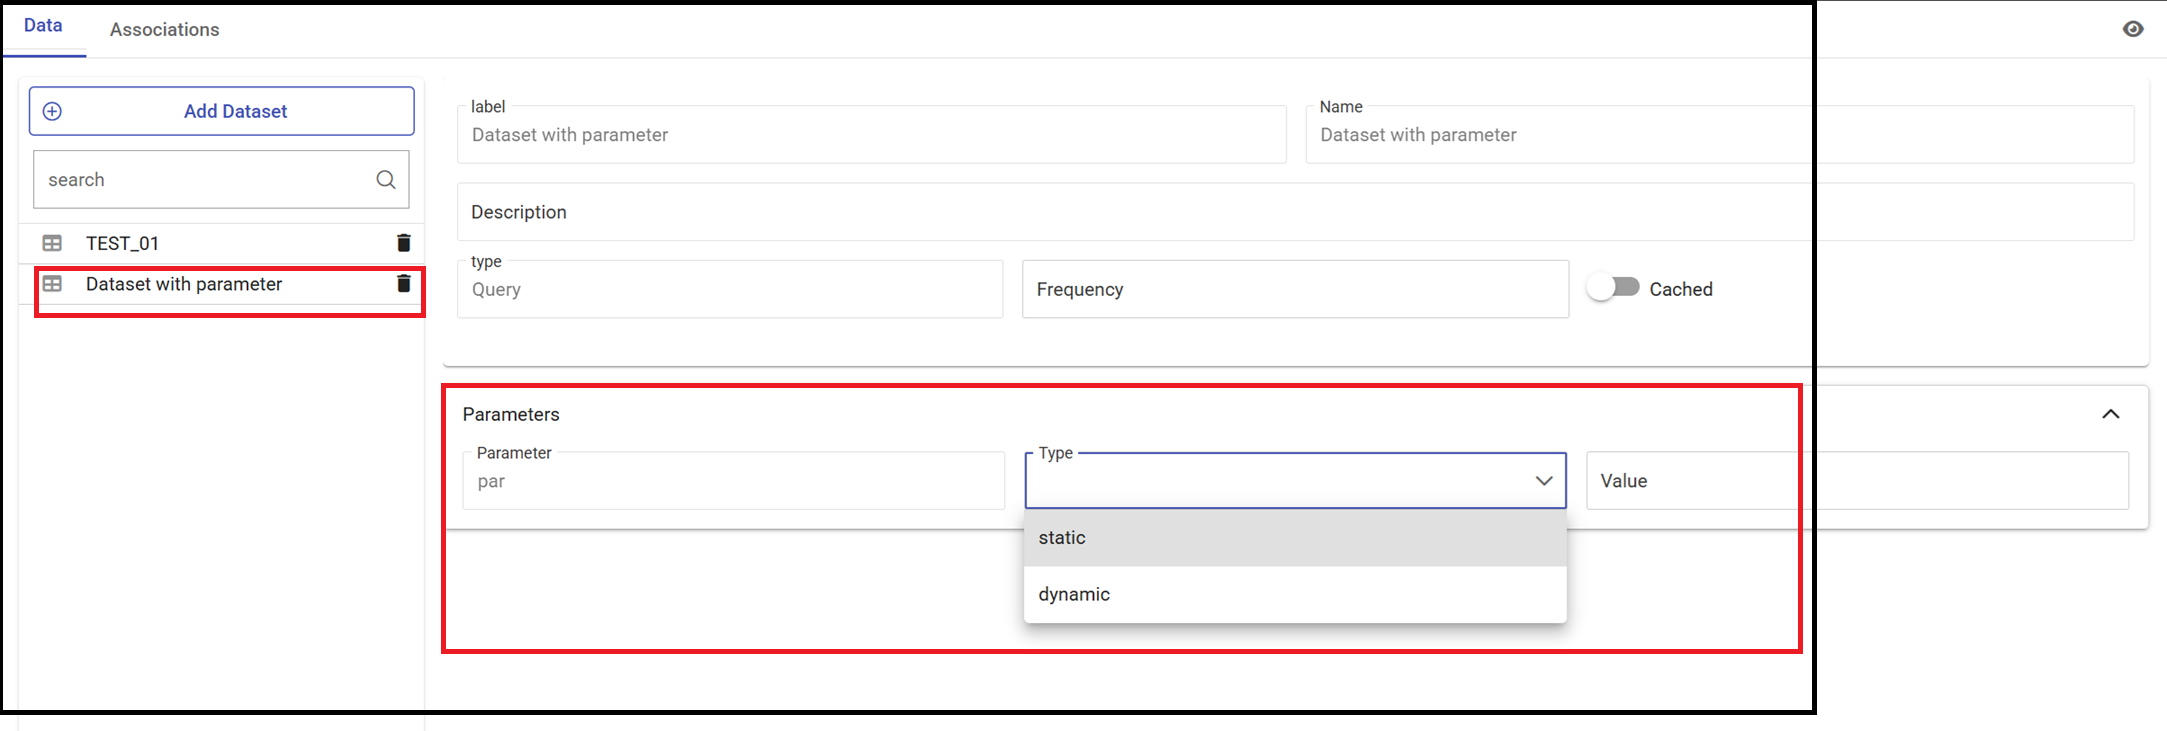 Data
Associations
Add Dataset
search
TEST_01
Dataset with parameter
label
Dataset with parameter
Name
Dataset with parameter
Description
type
Query
Frequency
Cached
Parameters
Parameter
par
Type
Value
static
dynamic